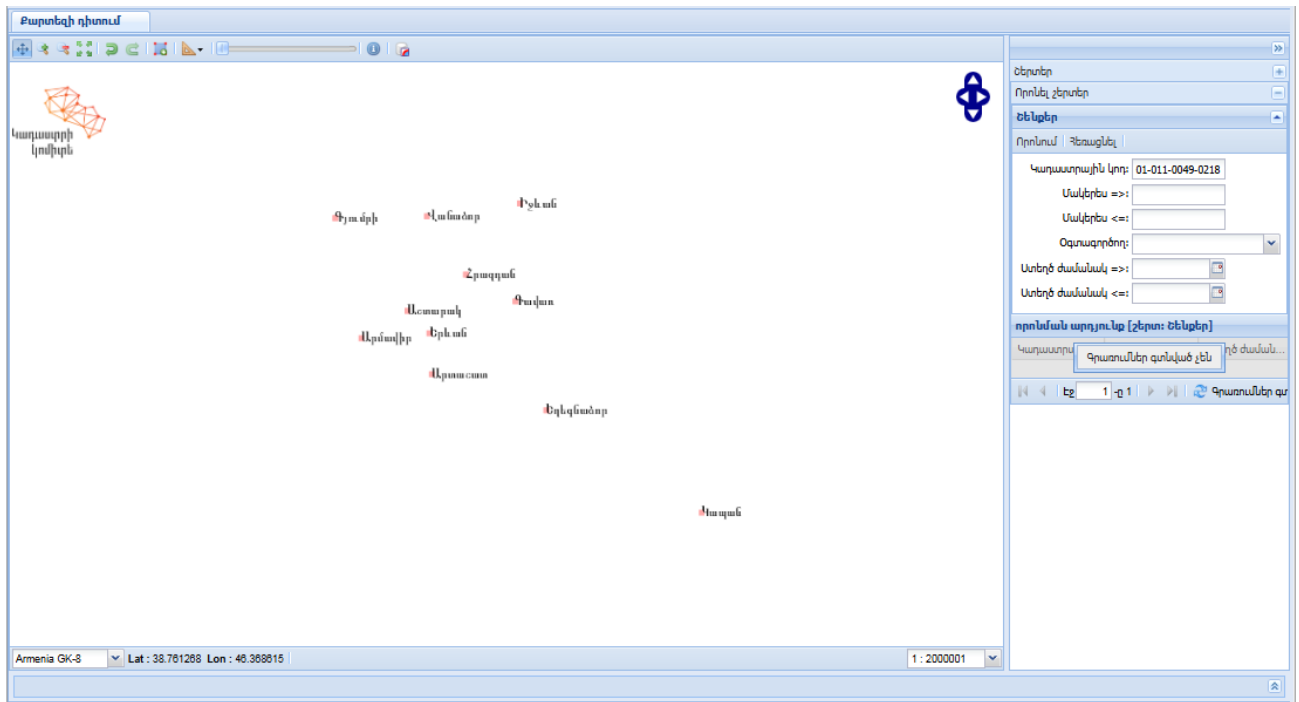 Քարտեզի դիտում
Կադաստրի
կոմիտե
Գյումրի
Վանաձոր
Իջևան
Հրազդան
Աշտարակ
Գավառ
Արմավիր
Երևան
Արտաշատ
Եղեգնաձոր
Կապան
Armenia GK-8
Lat : 38.761268 Lon : 46.368615
1 : 2000001
Շերտեր
Որոնել շերտեր
Շենքեր
Որոնում Հեռացնել
Կադաստրային կոդ: 01-011-0049-0218
Մակերես =>:
Մակերես <=:
Օգտագործող:
Ստեղծ ժամանակ =>:
Ստեղծ ժամանակ <=:
որոնման արդյունք [շերտ: Շենքեր]
Գրառումներ գտնված չեն
Էջ 1 -ը 1 Գրառումներ